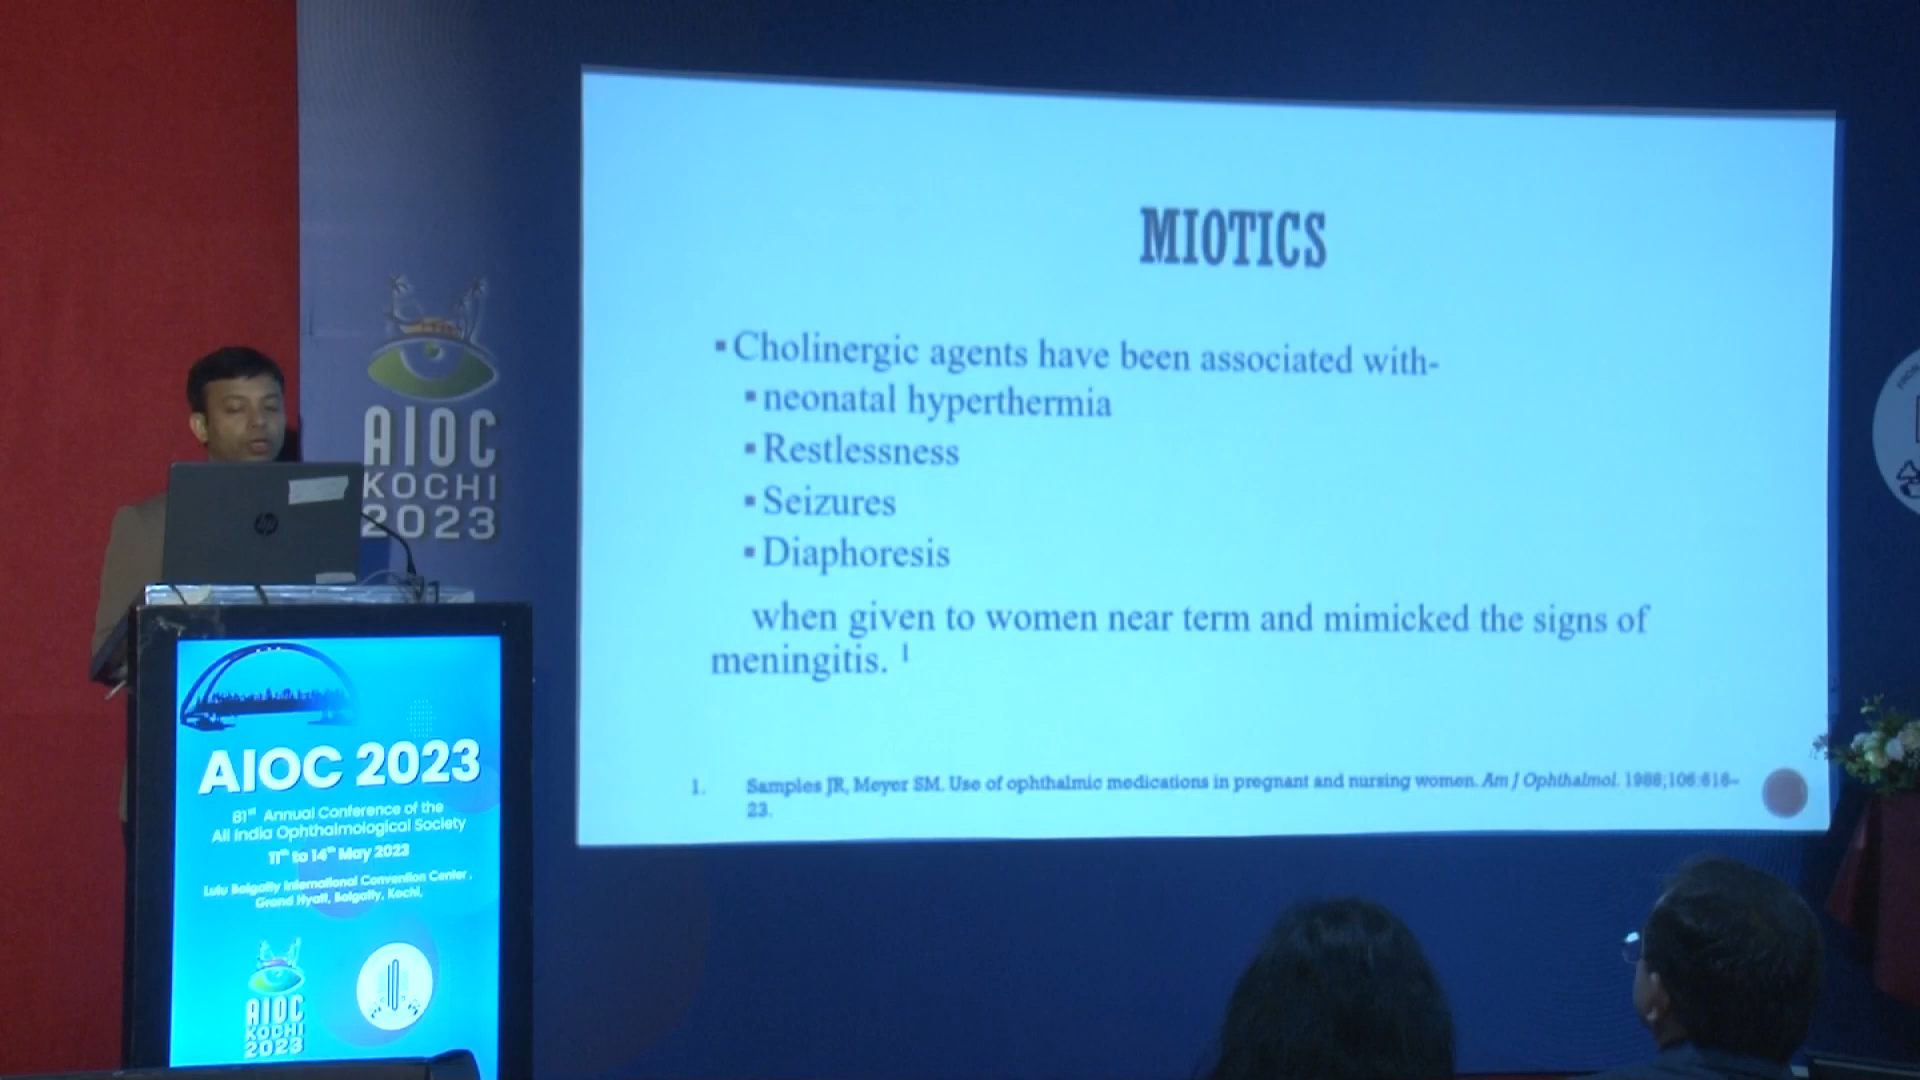 MIOTICS
▪ Cholinergic agents have been associated with-
▪ neonatal hyperthermia
▪ Restlessness
▪ Seizures
▪ Diaphoresis
when given to women near term and mimicked the signs of
meningitis. 1
1. Samples JR, Meyer SM. Use of ophthalmic medications in pregnant and nursing women. Am J Ophthalmol. 1988;106:616–
23.
AIOC
KOCHI
2023
hp
AIOC 2023
81st Annual Conference of the
All India Ophthalmological Society
11th to 14th May 2023
Lulu Bolgatty International Convention Center,
Grand Hyatt, Bolgatty, Kochi,
AIOC
KOCHI
2023